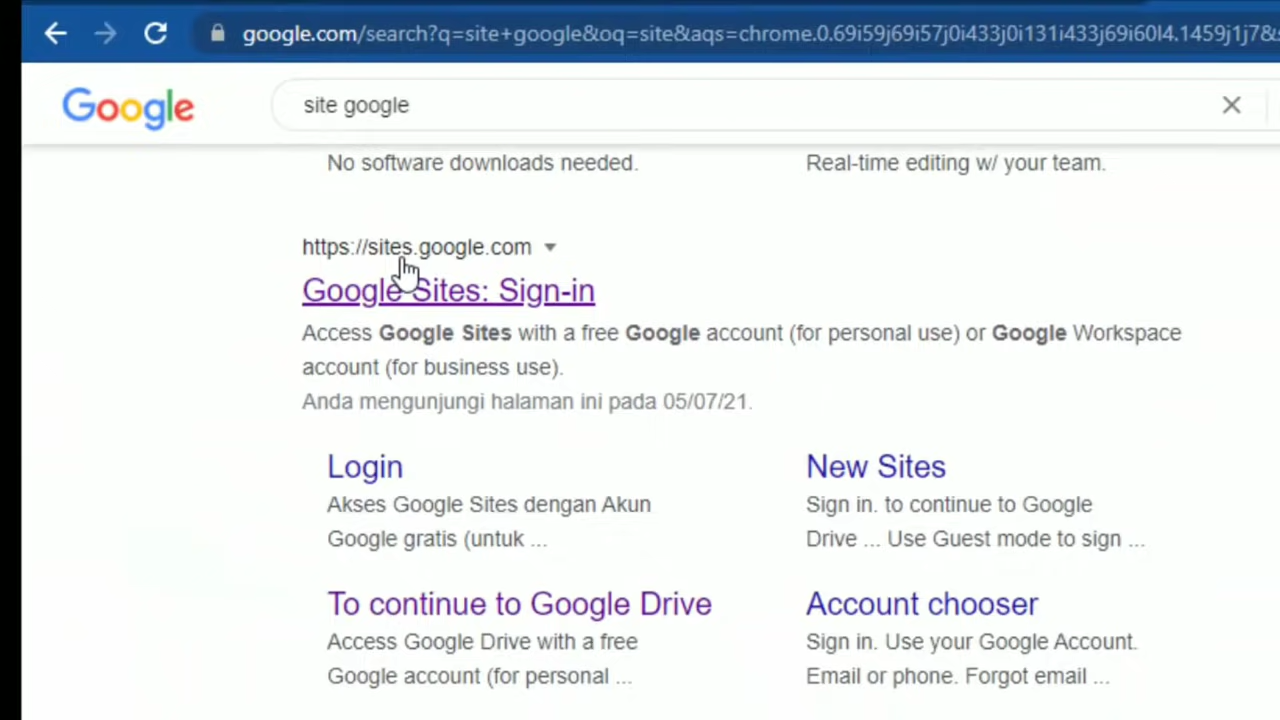 google.com/search?q=site+google&oq=site&aqs=chrome.0.69i59j69i57j0i433j0i131i433j69i60l4.1459j1j7&
Google
site google
No software downloads needed.
Real-time editing w/ your team.
https://sites.google.com
Google Sites: Sign-in
Access Google Sites with a free Google account (for personal use) or Google Workspace
account (for business use).
Anda mengunjungi halaman ini pada 05/07/21.
Login
New Sites
Akses Google Sites dengan Akun
Sign in. to continue to Google
Google gratis (untuk ...
Drive ... Use Guest mode to sign ...
To continue to Google Drive
Account chooser
Access Google Drive with a free
Sign in. Use your Google Account.
Google account (for personal ...
Email or phone. Forgot email ...